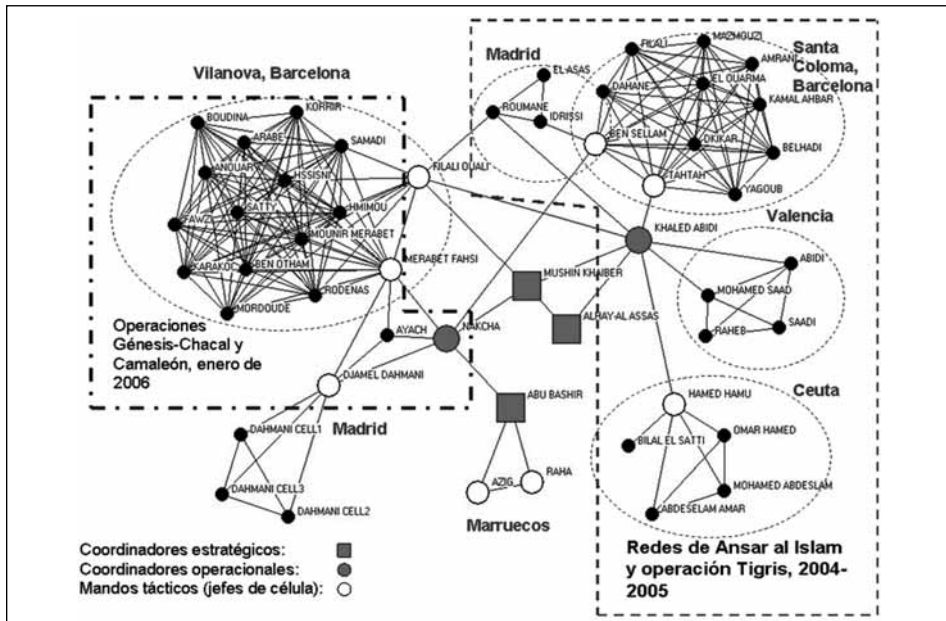 Vilanova, Barcelona
BOUDINA
KORRIR
ARABE
SAMADI
ANOUAR
HSSISNI
SATTY
HMIMOU
FAWZI
MOUNIR MERABET
KARAKOC
BEN OTHAM
RODENAS
MORDOUDE
FILALI OUALI
MERABET FAHSI
Operaciones
Génesis-Chacal y
Camaleón, enero de
2006
AYACH
NAKCHA
DJAMEL DAHMANI
Madrid
DAHMANI CELL1
DAHMANI CELL3
DAHMANI CELL2
Madrid
EL ASAS
ROUMANE
IDRISSI
Santa
Coloma,
Barcelona
FILALI
MAZMGUZI
AMRANI
DAHANE
EL OUARMA
KAMAL AHBAR
BEN SELLAM
DKIKAR
BELHADI
TAHTAH
YAGOUB
KHALED ABIDI
MUSHIN KHAIBER
ALRAY-AL ASSAS
Valencia
ABIDI
MOHAMED SAAD
RAHEB
SAADI
ABU BASHIR
AZIG
RAHA
Marruecos
Ceuta
HAMED HAMU
OMAR HAMED
BILAL EL SATTI
MOHAMED ABDESLAM
ABDESELAM AMAR
Redes de Ansar al Islam
y operación Tigris, 2004-
2005
Coordinadores estratégicos:
Coordinadores operacionales:
Mandos tácticos (jefes de célula):